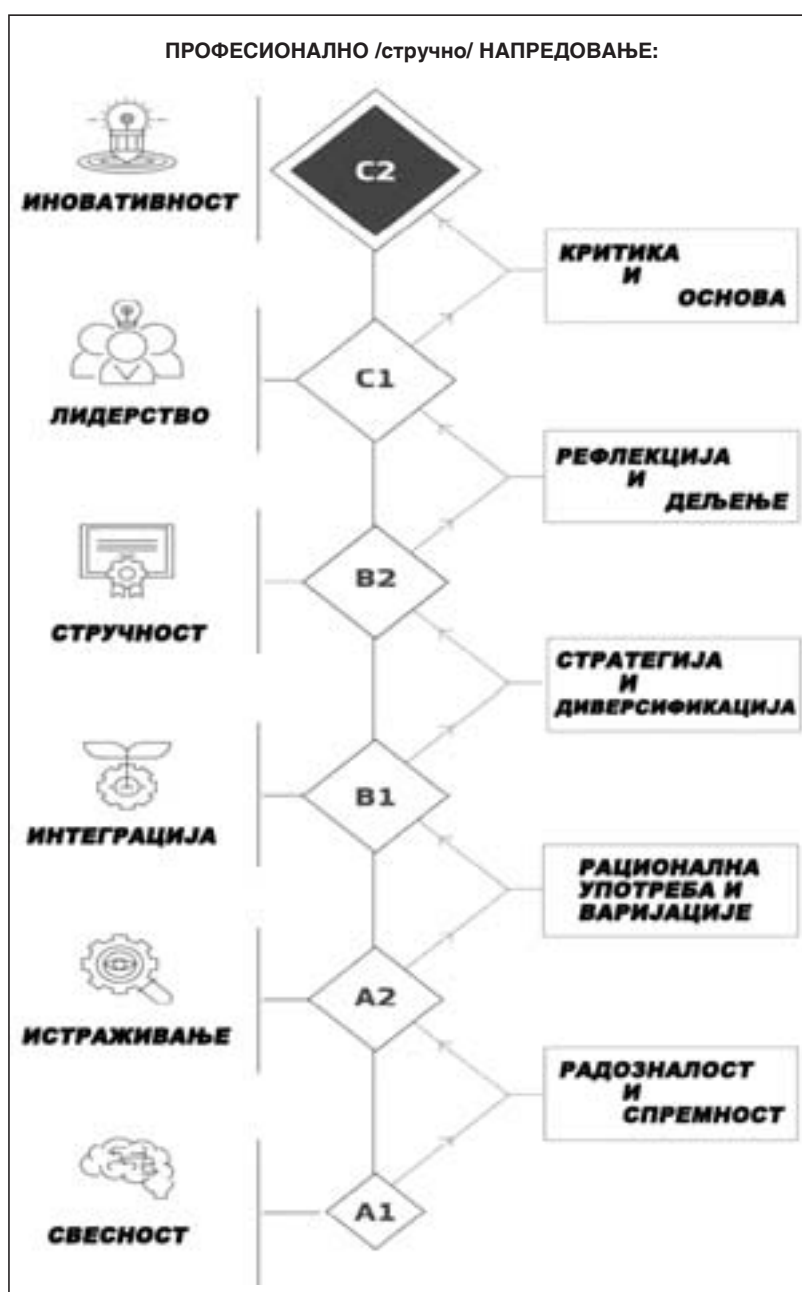 ПРОФЕСИОНАЛНО /стручно/ НАПРЕДОВАЊЕ:
C2
ИНОВАТИВНОСТ
КРИТИКА
И
ОСНОВА
C1
ЛИДЕРСТВО
РЕФЛЕКЦИЈА
И
ДЕЉЕЊЕ
B2
СТРУЧНОСТ
СТРАТЕГИЈА
И
ДИВЕРСИФИКАЦИЈА
B1
ИНТЕГРАЦИЈА
РАЦИОНАЛНА
УПОТРЕБА И
ВАРИЈАЦИЈЕ
A2
ИСТРАЖИВАЊЕ
РАДОЗНАЛОСТ
И
СПРЕМНОСТ
A1
СВЕСНОСТ